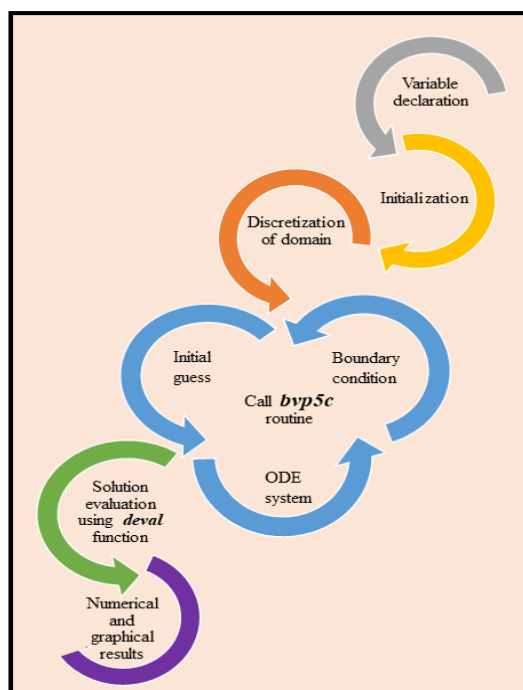 Variable
declaration
Initialization
Discretization
of domain
Initial
guess
Boundary
condition
Call bvp5c
routine
ODE
system
Solution
evaluation
using deval
function
Numerical
and
graphical
results